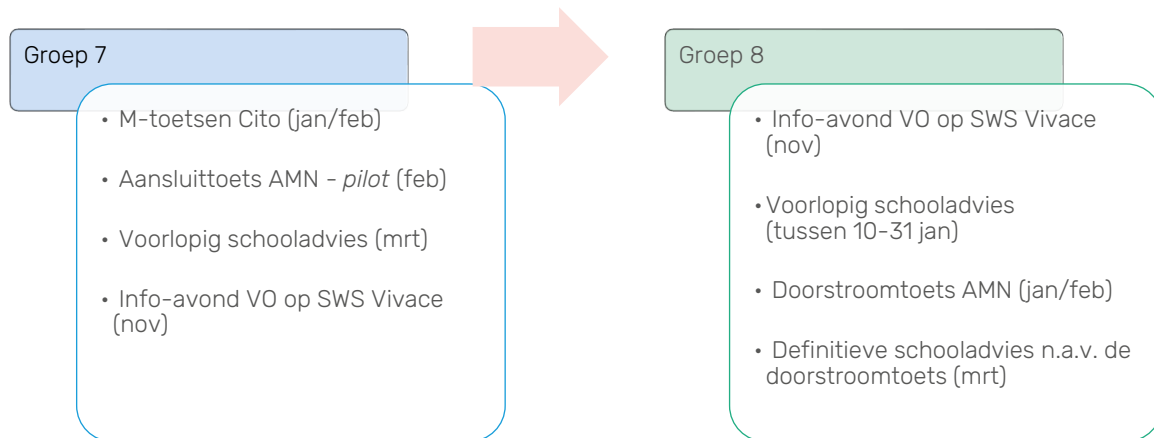 Groep 7
• M-toetsen Cito (jan/feb)
• Aansluittoets AMN - pilot (feb)
• Voorlopig schooladvies (mrt)
• Info-avond VO op SWS Vivace
(nov)
Groep 8
• Info-avond VO op SWS Vivace
(nov)
• Voorlopig schooladvies
(tussen 10-31 jan)
• Doorstroomtoets AMN (jan/feb)
• Definitieve schooladvies n.a.v. de
doorstroomtoets (mrt)